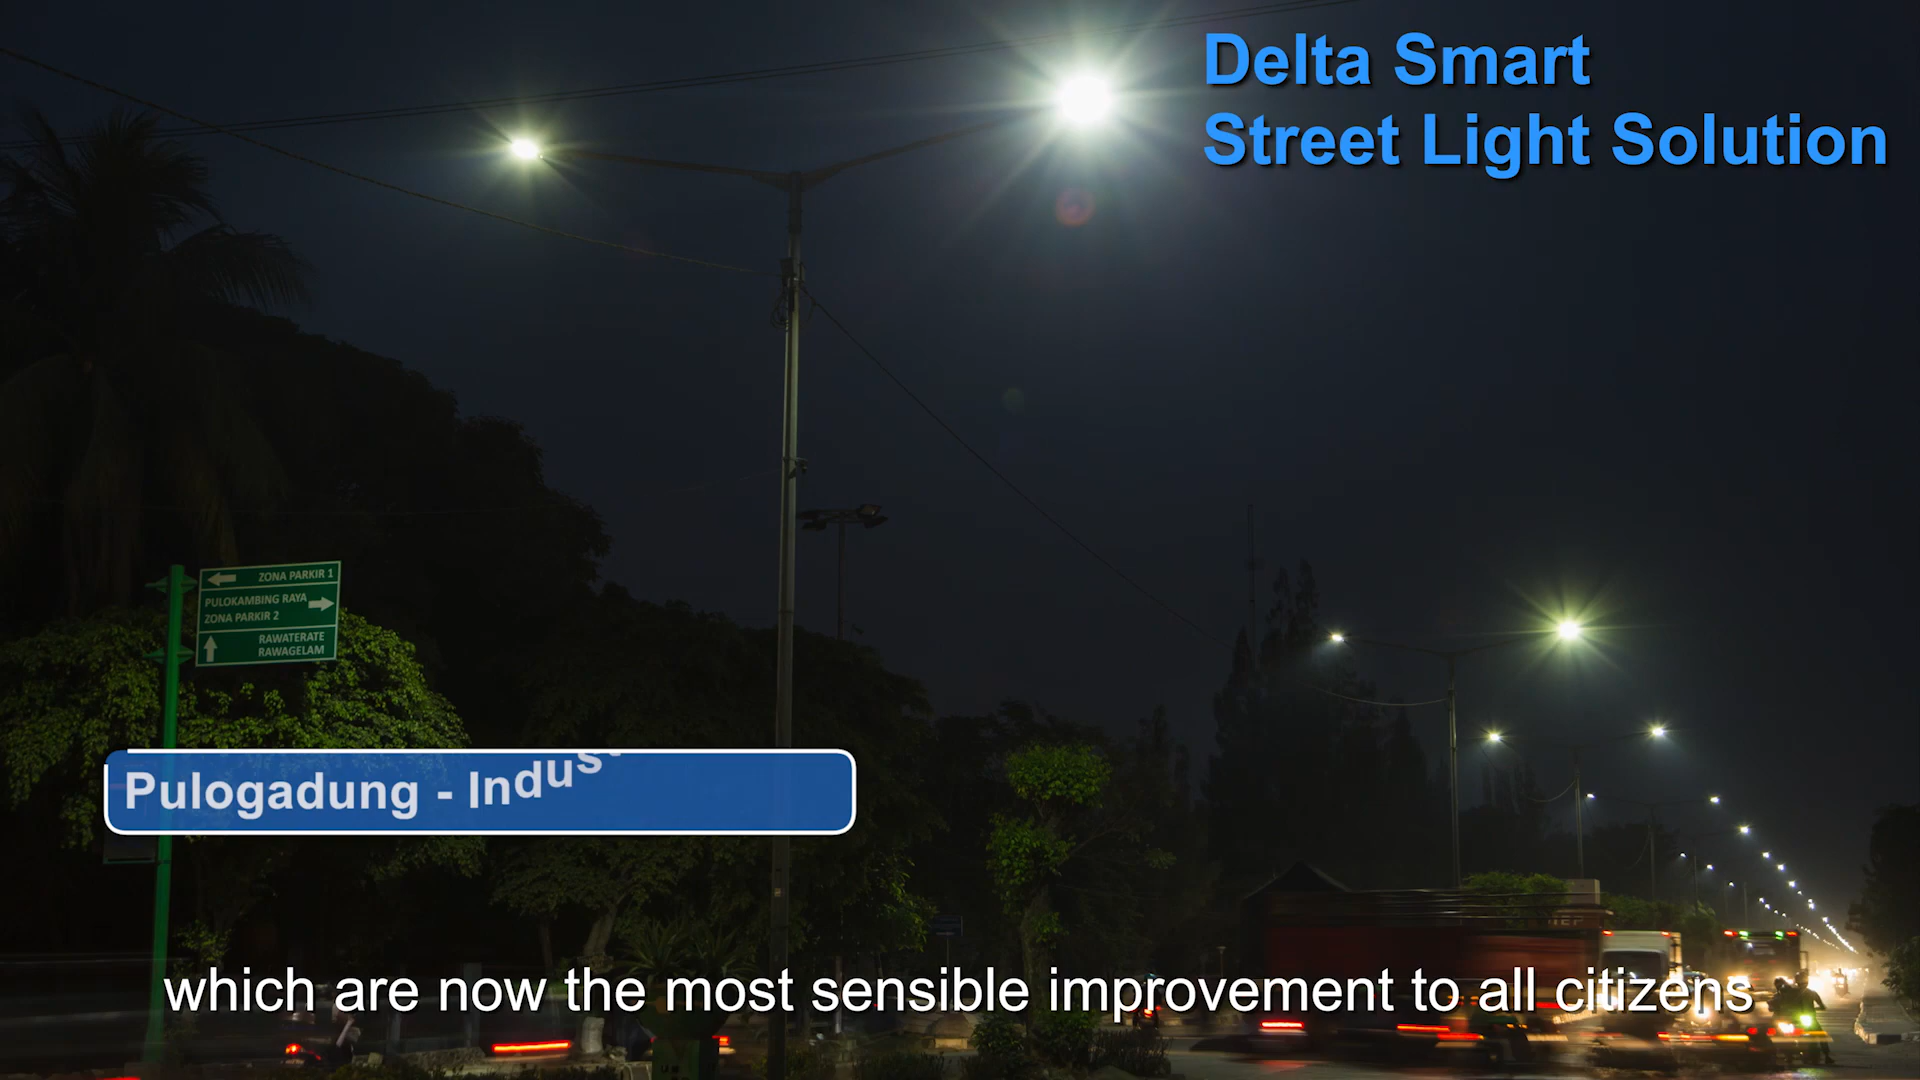 Delta Smart
Street Light Solution
ZONA PARKIR 1
PULOKAMBING RAYA
ZONA PARKIR 2
RAWATERATE
RAWAGELAM
Pulogadung - Indust
which are now the most sensible improvement to all citizens